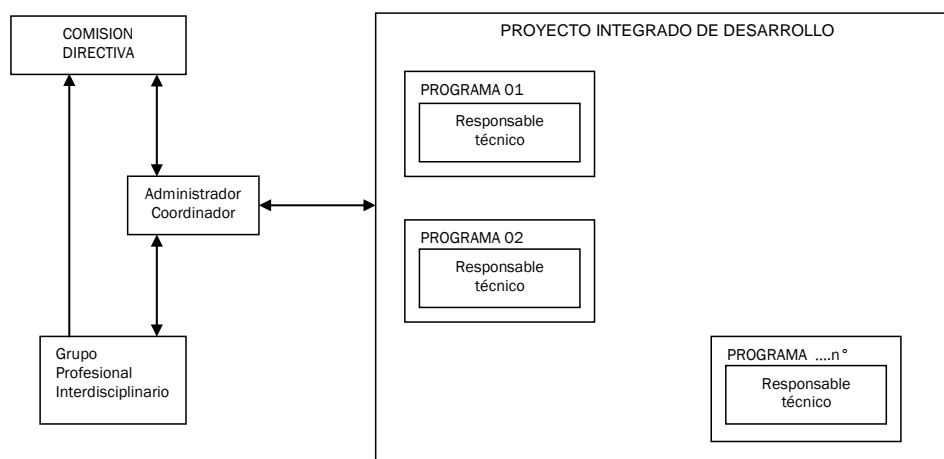 COMISION
DIRECTIVA
PROYECTO INTEGRADO DE DESARROLLO
PROGRAMA 01
Responsable
técnico
Administrador
Coordinador
PROGRAMA 02
Responsable
técnico
Grupo
Profesional
Interdisciplinario
PROGRAMA ....n°
Responsable
técnico